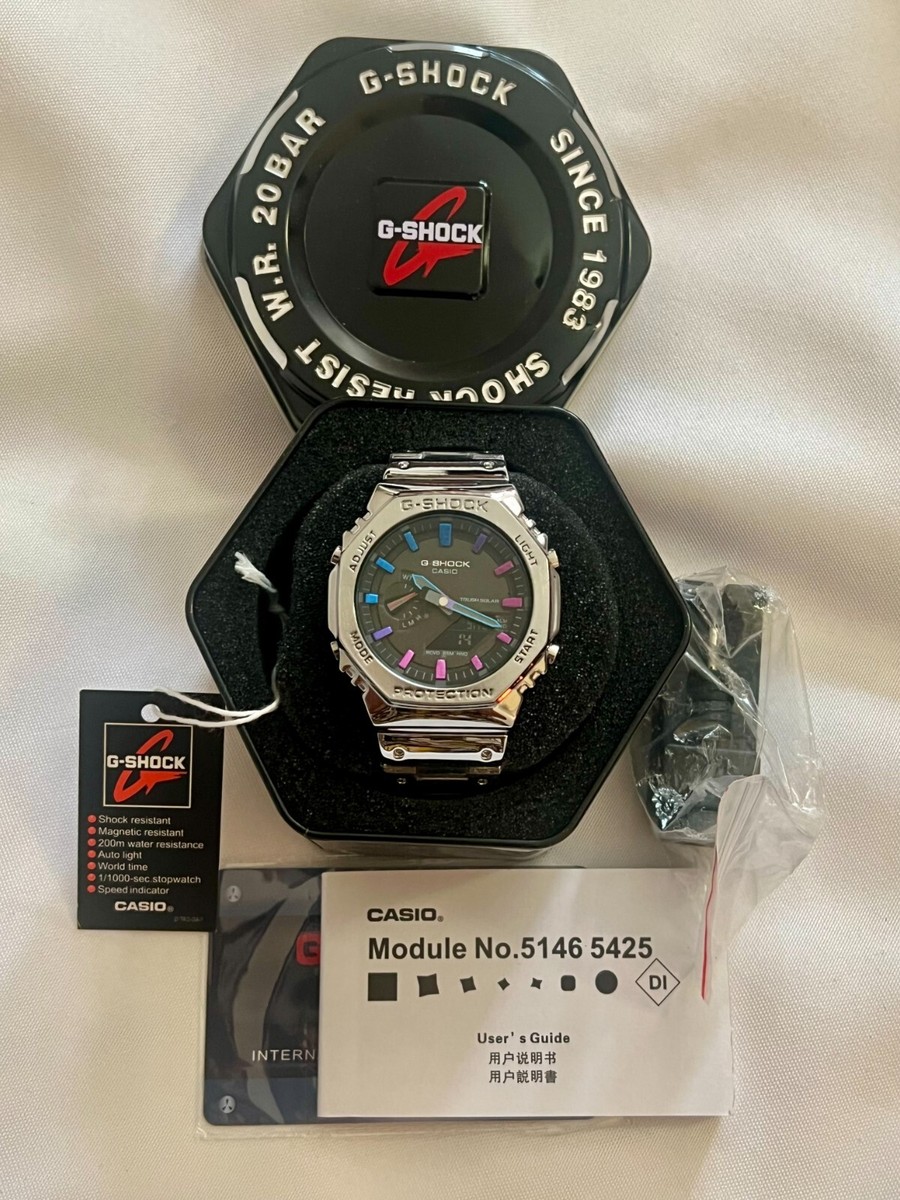 G-SHOCK
SINCE 1983
SHOCK RESIST
W.R. 20BAR
G-SHOCK
G-SHOCK
ADJUST
LIGHT
G-SHOCK
CASIO
TOUGH SOLAR
14
MODE
START
PROTECTION
G-SHOCK
Shock resistant
Magnetic resistant
200m water resistance
Auto light
World time
1/1000-sec.stopwatch
Speed indicator
CASIO®
G
INTERN
CASIO®
Module No.5146 5425
DI
User's Guide
用户说明书
用户説明書